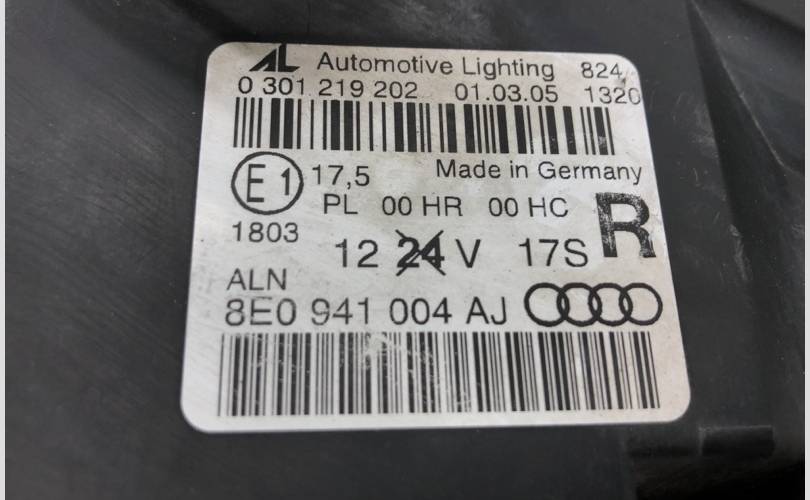 AL Automotive Lighting 824
0 301 219 202 01.03.05 1320
E1 17,5 Made in Germany
PL 00 HR 00 HC R
1803
12 24 V 17S
ALN
8E0 941 004 AJ